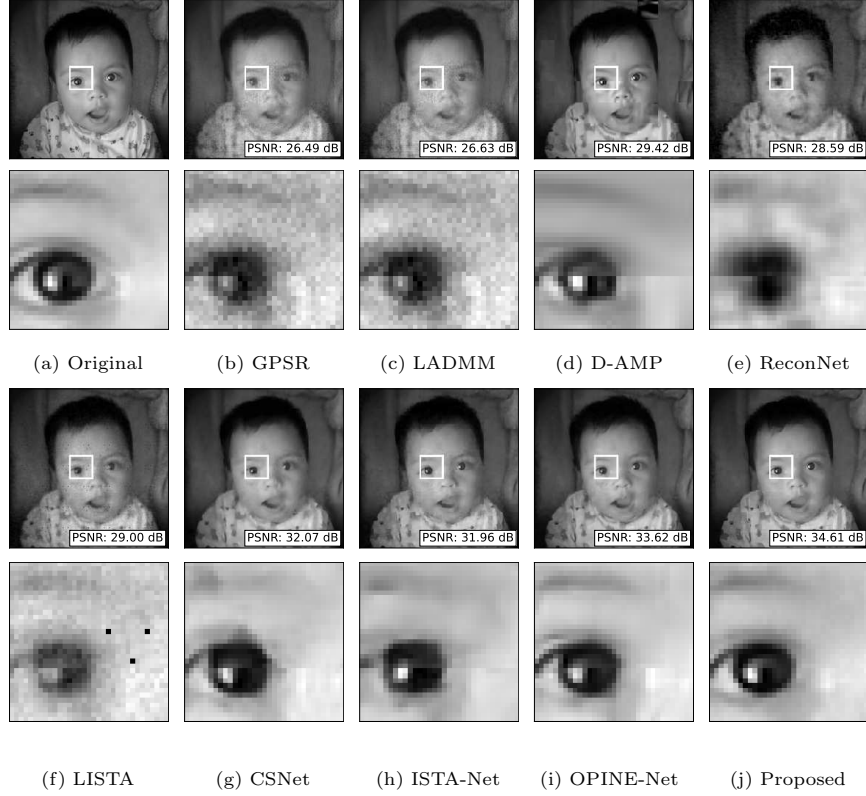 PSNR: 26.49 dB
PSNR: 26.63 dB
PSNR: 29.42 dB
PSNR: 28.59 dB
(a) Original
(b) GPSR
(c) LADMM
(d) D-AMP
(e) ReconNet
PSNR: 29.00 dB
PSNR: 32.07 dB
PSNR: 31.96 dB
PSNR: 33.62 dB
PSNR: 34.61 dB
(f) LISTA
(g) CSNet
(h) ISTA-Net
(i) OPINE-Net
(j) Proposed